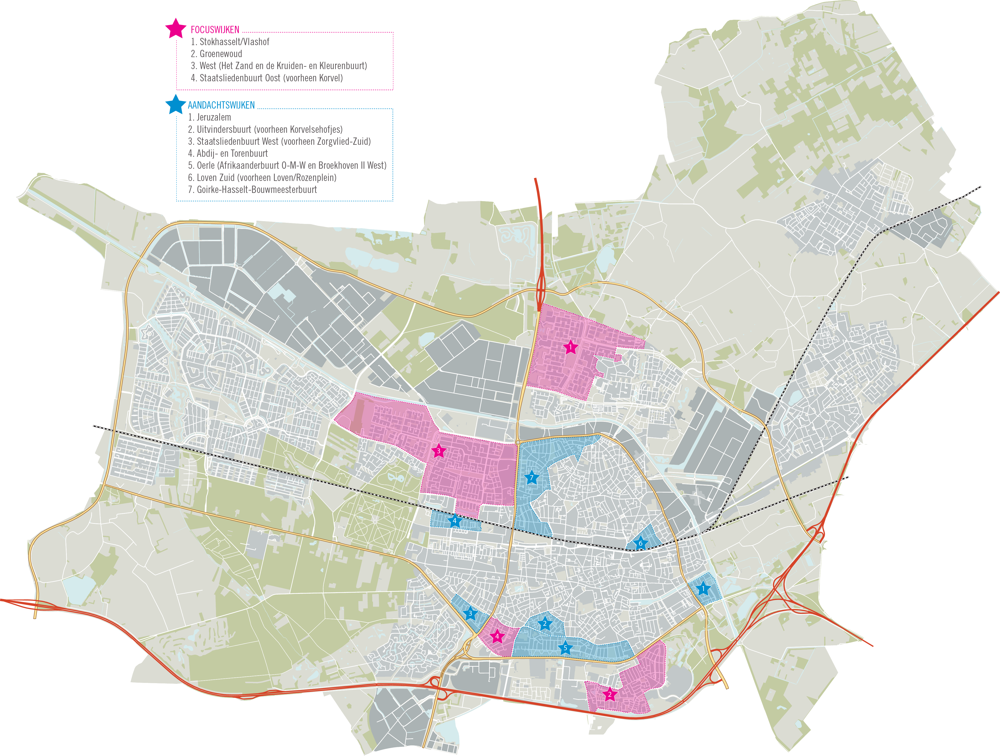 FOCUSWIJKEN
1. Stokhasselt/Vlashof
2. Groenewoud
3. West (Het Zand en de Kruiden- en Kleurenbuurt)
4. Staatsliedenbuurt Oost (voorheen Korvel)
AANDACHTSWIJKEN
1. Jeruzalem
2. Uitvindersbuurt (voorheen Korvelsehofjes)
3. Staatsliedenbuurt West (voorheen Zorgvlied-Zuid)
4. Abdij- en Torenbuurt
5. Oerle (Afrikaanderbuurt O-M-W en Broekhoven II West)
6. Loven Zuid (voorheen Loven/Rozenplein)
7. Goirke-Hasselt-Bouwmeesterbuurt
1
3
7
4
6
1
3
2
4
5
2